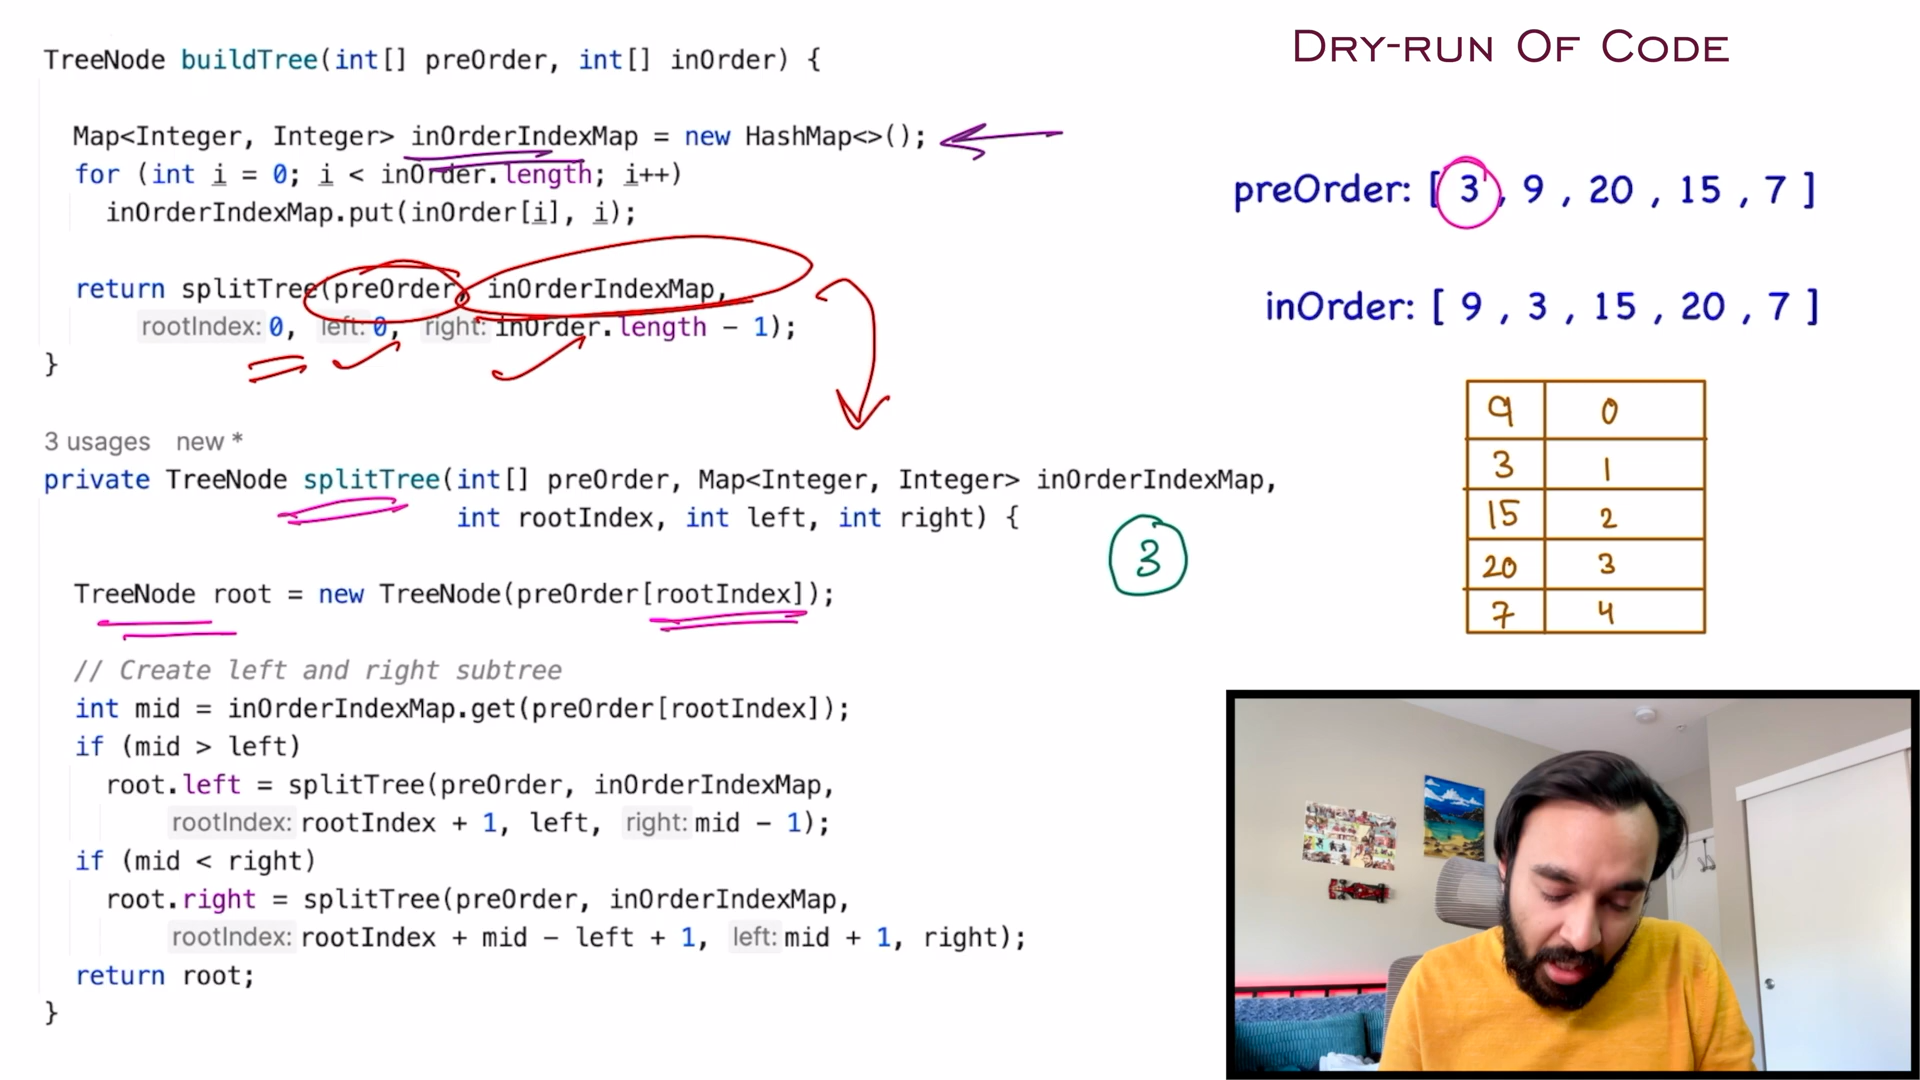 TreeNode buildTree(int[] preOrder, int[] inOrder) {
Map<Integer, Integer> inOrderIndexMap = new HashMap<>();
for (int i = 0; i < inOrder.length; i++)
inOrderIndexMap.put(inOrder[i], i);
return splitTree(preOrder, inOrderIndexMap,
rootIndex: 0, left: 0, right: inOrder.length - 1);
}
3 usages new *
private TreeNode splitTree(int[] preOrder, Map<Integer, Integer> inOrderIndexMap,
int rootIndex, int left, int right) {
TreeNode root = new TreeNode(preOrder[rootIndex]);
// Create left and right subtree
int mid = inOrderIndexMap.get(preOrder[rootIndex]);
if (mid > left)
root.left = splitTree(preOrder, inOrderIndexMap,
rootIndex: rootIndex + 1, left, right: mid - 1);
if (mid < right)
root.right = splitTree(preOrder, inOrderIndexMap,
rootIndex: rootIndex + mid - left + 1, left: mid + 1, right);
return root;
}
3
DRY-RUN OF CODE
preOrder: [ 3 , 9 , 20 , 15 , 7 ]
inOrder: [ 9 , 3 , 15 , 20 , 7 ]
9 0
3 1
15 2
20 3
7 4